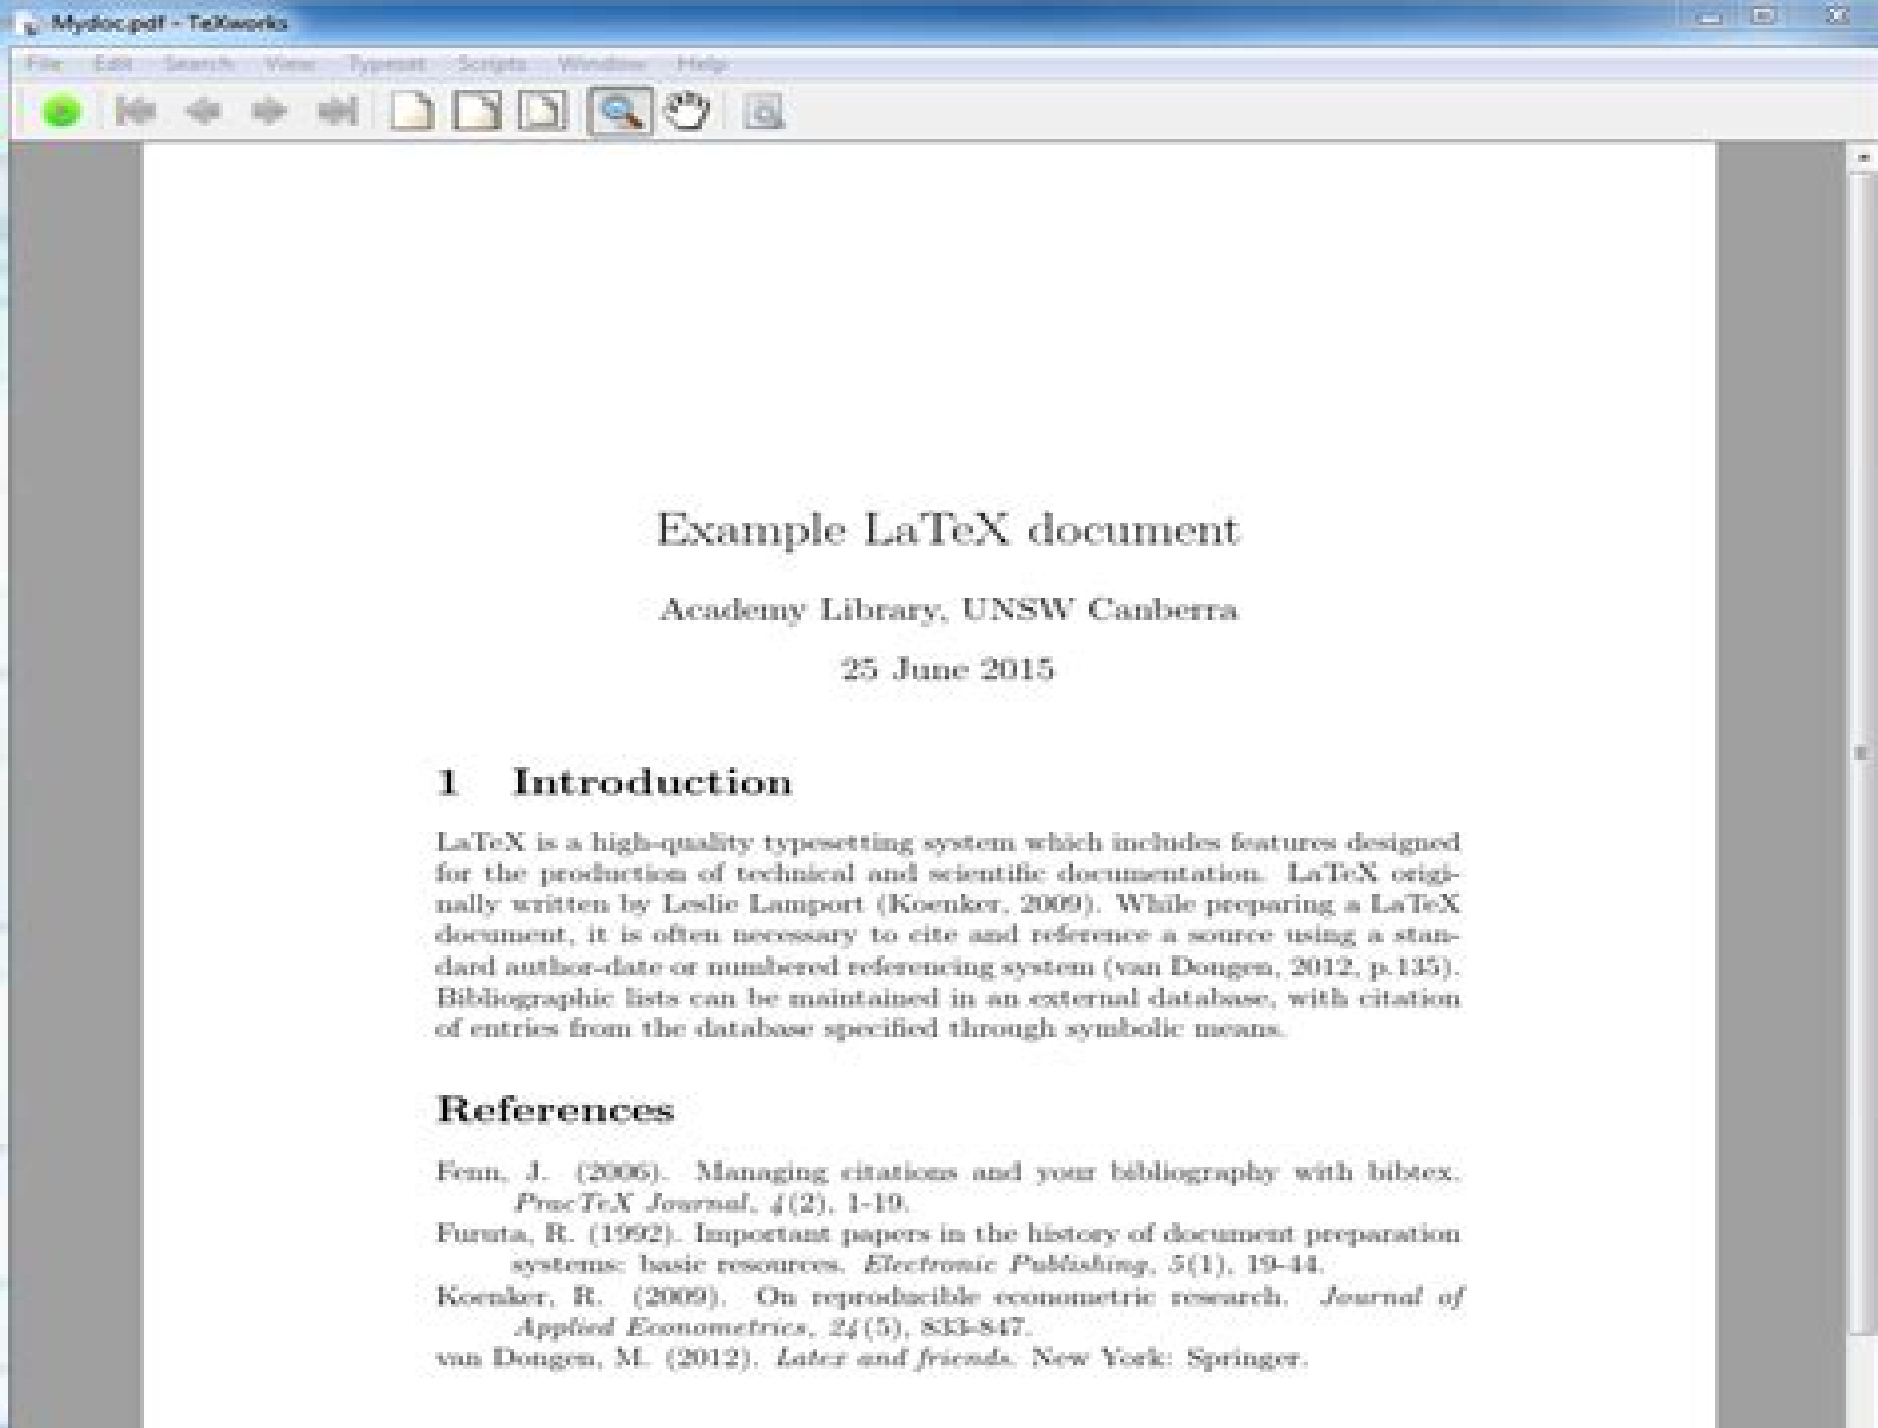 Mydoc.pdf - TeXworks
File Edit Search View Typeset Scripts Window Help
Example LaTeX document
Academy Library, UNSW Canberra
25 June 2015
1 Introduction
LaTeX is a high-quality typesetting system which includes features designed
for the production of technical and scientific documentation. LaTeX origi-
nally written by Leslie Lamport (Koenker, 2009). While preparing a LaTeX
document, it is often necessary to cite and reference a source using a stan-
dard author-date or numbered referencing system (van Dongen, 2012, p.135).
Bibliographic lists can be maintained in an external database, with citation
of entries from the database specified through symbolic means.
References
Fenn, J. (2006). Managing citations and your bibliography with bibtex.
PracTeX Journal, 4(2), 1-19.
Furuta, R. (1992). Important papers in the history of document preparation
systems: basic resources. Electronic Publishing, 5(1), 19-44.
Koenker, R. (2009). On reproducible econometric research. Journal of
Applied Econometrics, 24(5), 833-847.
van Dongen, M. (2012). Latex and friends. New York: Springer.